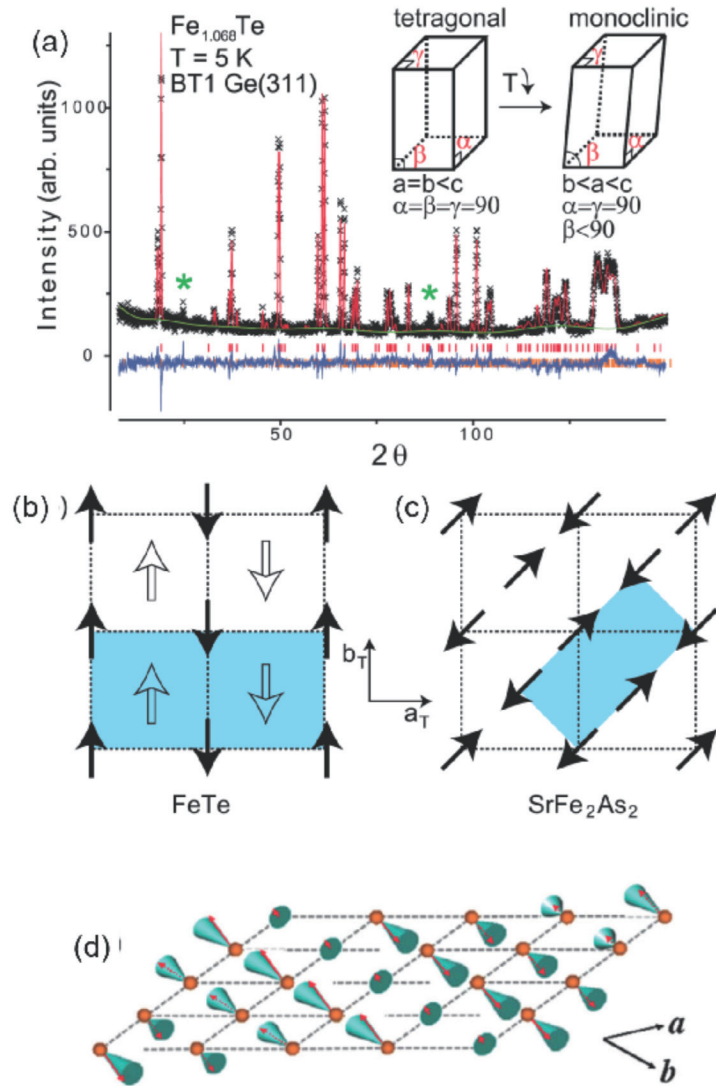 (a)
Fe1.068Te
T = 5 K
BT1 Ge(311)
tetragonal
monoclinic
γ
γ
T
β
α
β
α
a=b<c
α=β=γ=90
b<a<c
α=γ=90
β<90
Intensity (arb. units)
1000
500
0
*
*
50
100
2θ
(b) )
(c)
bT
aT
FeTe
SrFe2As2
(d)
a
b